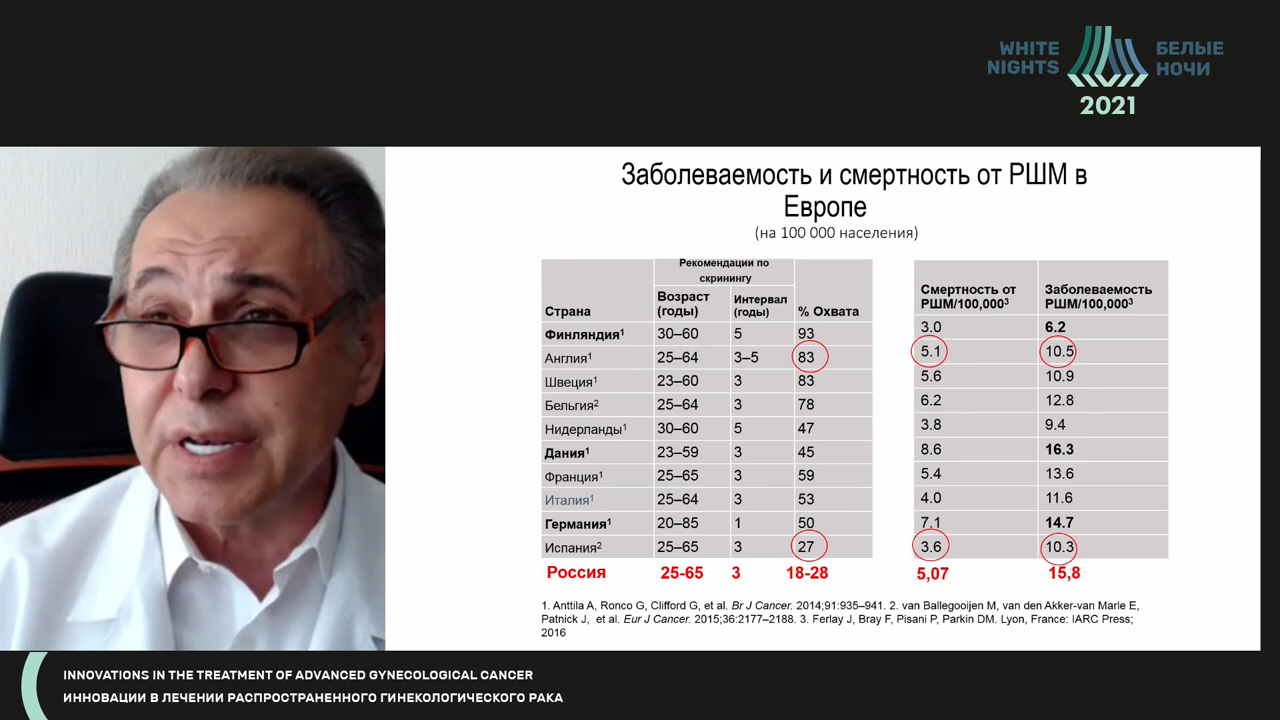 WHITE NIGHTS
БЕЛЫЕ НОЧИ
2021
Заболеваемость и смертность от РШМ в
Европе
(на 100 000 населения)
Рекомендации по скринингу
Страна | Возраст (годы) | Интервал (годы) | % Охвата | Смертность от РШМ/100,000³ | Заболеваемость РШМ/100,000³
Финляндия¹ 30–60 5 93 3.0 6.2
Англия¹ 25–64 3–5 83 5.1 10.5
Швеция¹ 23–60 3 83 5.6 10.9
Бельгия² 25–64 3 78 6.2 12.8
Нидерланды¹ 30–60 5 47 3.8 9.4
Дания¹ 23–59 3 45 8.6 16.3
Франция¹ 25–65 3 59 5.4 13.6
Италия¹ 25–64 3 53 4.0 11.6
Германия¹ 20–85 1 50 7.1 14.7
Испания² 25–65 3 27 3.6 10.3
Россия 25-65 3 18-28 5,07 15,8
1. Anttila A, Ronco G, Clifford G, et al. Br J Cancer. 2014;91:935–941. 2. van Ballegooijen M, van den Akker-van Marle E,
Patnick J, et al. Eur J Cancer. 2015;36:2177–2188. 3. Ferlay J, Bray F, Pisani P, Parkin DM. Lyon, France: IARC Press;
2016
INNOVATIONS IN THE TREATMENT OF ADVANCED GYNECOLOGICAL CANCER
ИННОВАЦИИ В ЛЕЧЕНИИ РАСПРОСТРАНЕННОГО ГИНЕКОЛОГИЧЕСКОГО РАКА